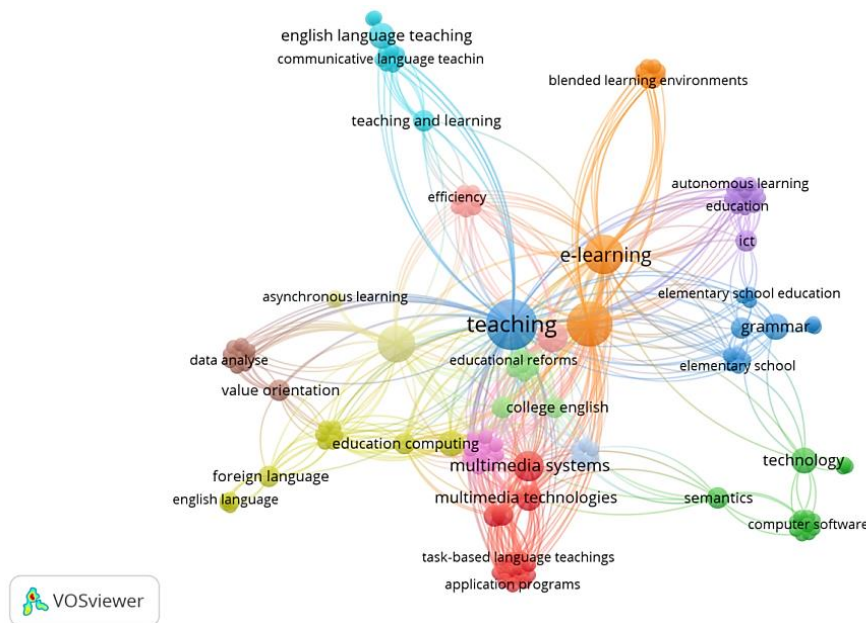 english language teaching
communicative language teachin
blended learning environments
teaching and learning
autonomous learning
efficiency
education
ict
e-learning
elementary school education
asynchronous learning
teaching
grammar
data analyse
educational reforms
elementary school
value orientation
college english
education computing
multimedia systems
technology
foreign language
english language
multimedia technologies
semantics
computer software
task-based language teachings
application programs
VOSviewer